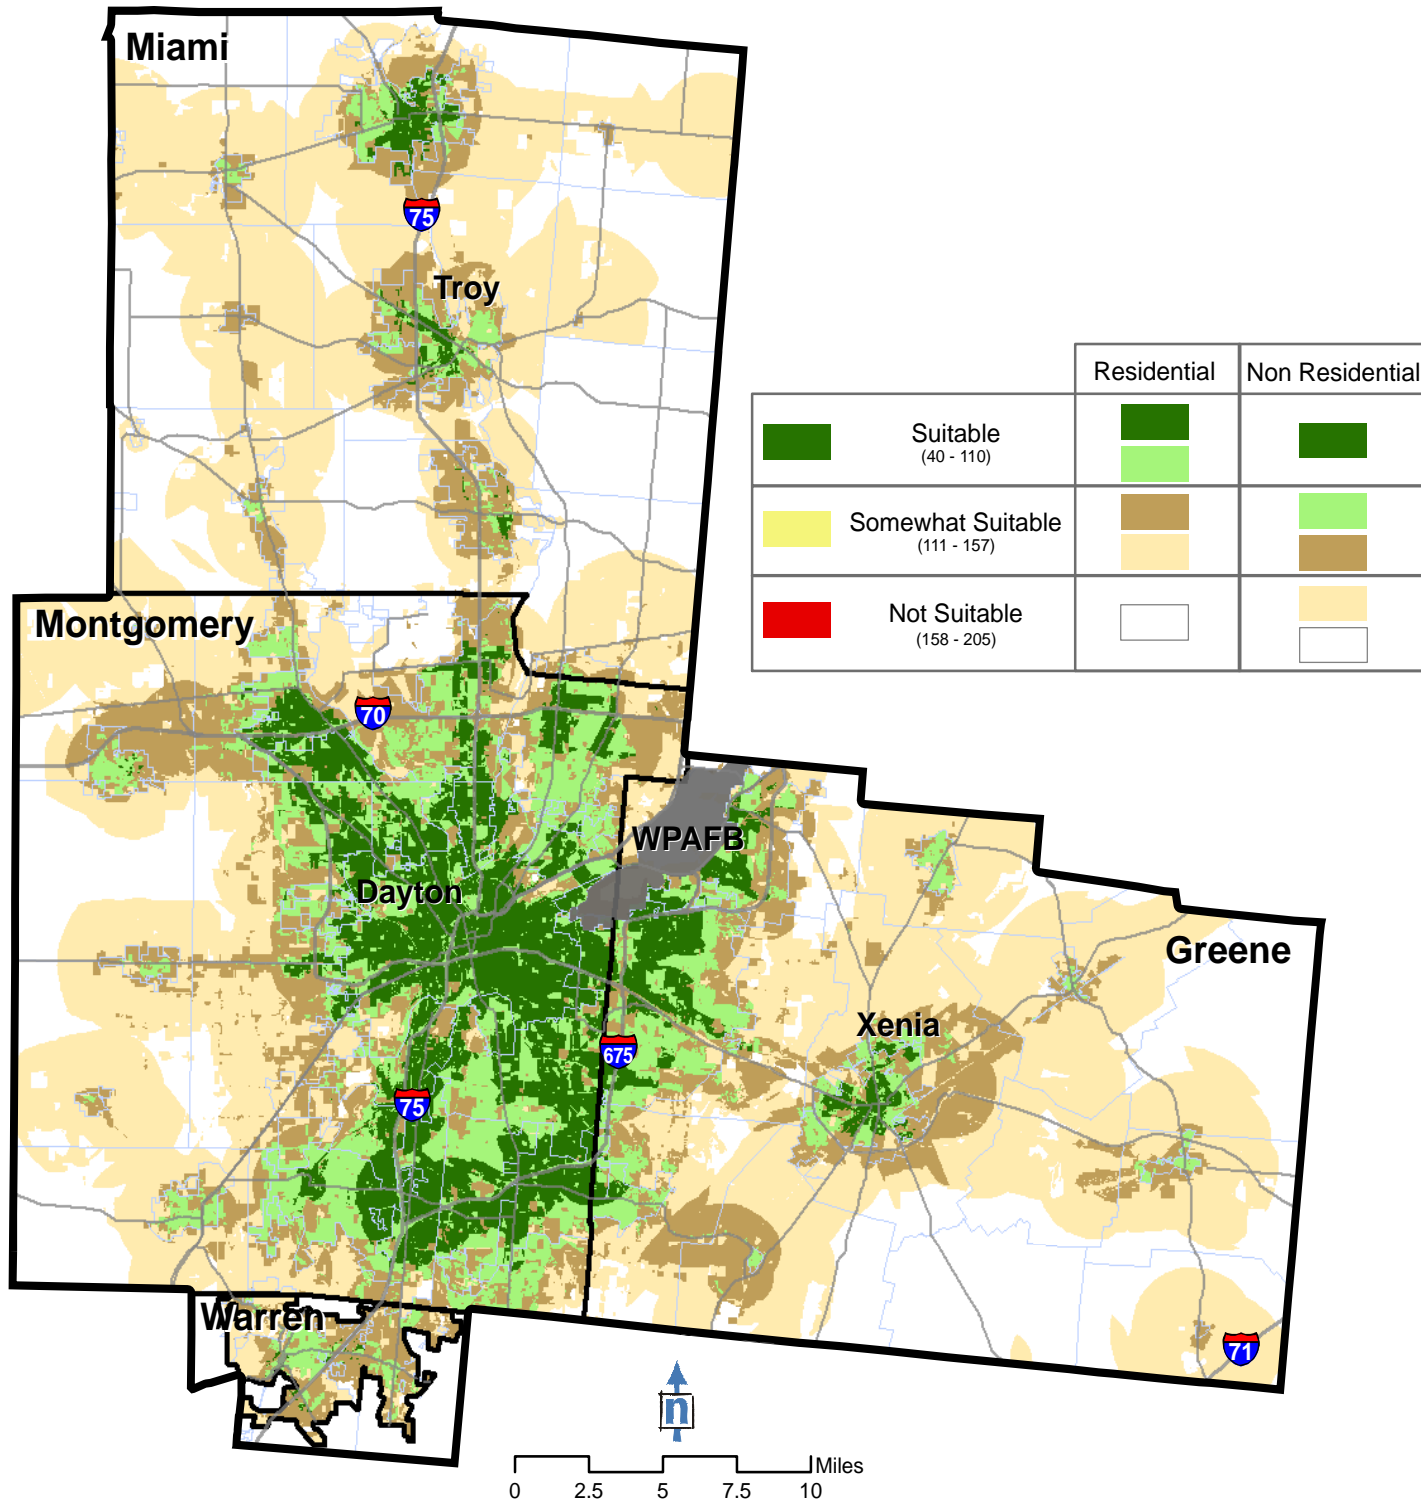 Miami
75
Troy
Residential
Non Residential
Suitable
(40 - 110)
Somewhat Suitable
(111 - 157)
Not Suitable
(158 - 205)
Montgomery
70
WPAFB
Dayton
Greene
Xenia
675
75
Warren
71
n
Miles
0 2.5 5 7.5 10